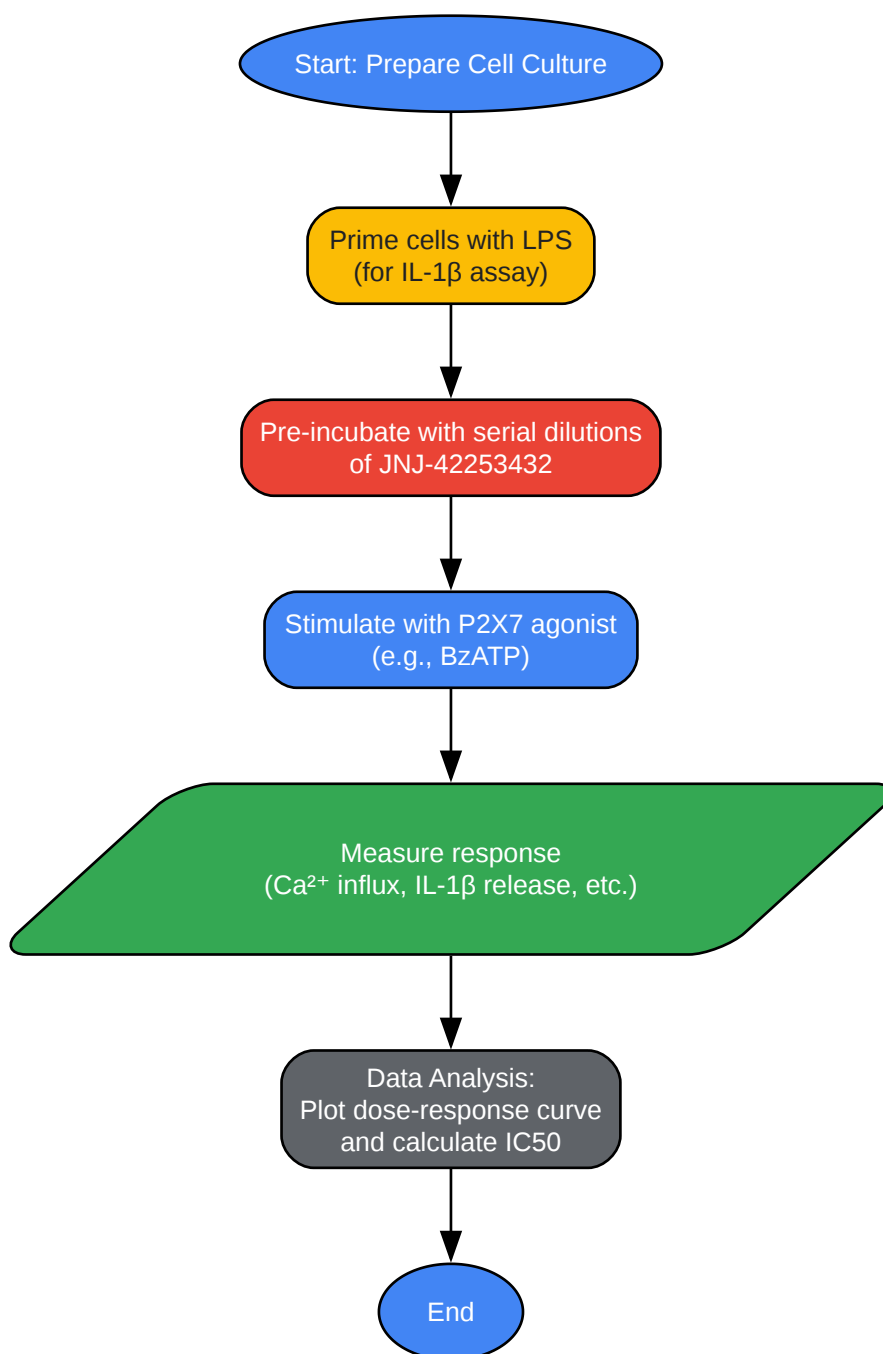 Start: Prepare Cell Culture
Prime cells with LPS
(for IL-1β assay)
Pre-incubate with serial dilutions
of JNJ-42253432
Stimulate with P2X7 agonist
(e.g., BzATP)
Measure response
(Ca²⁺ influx, IL-1β release, etc.)
Data Analysis:
Plot dose-response curve
and calculate IC50
End